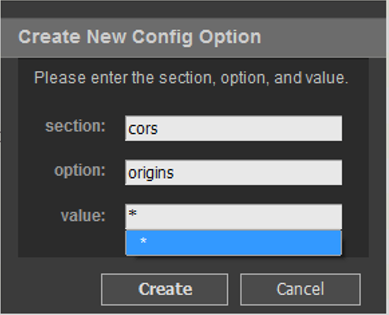 Create New Config Option
Please enter the section, option, and value.
section: cors
option: origins
value: *
*
Create Cancel